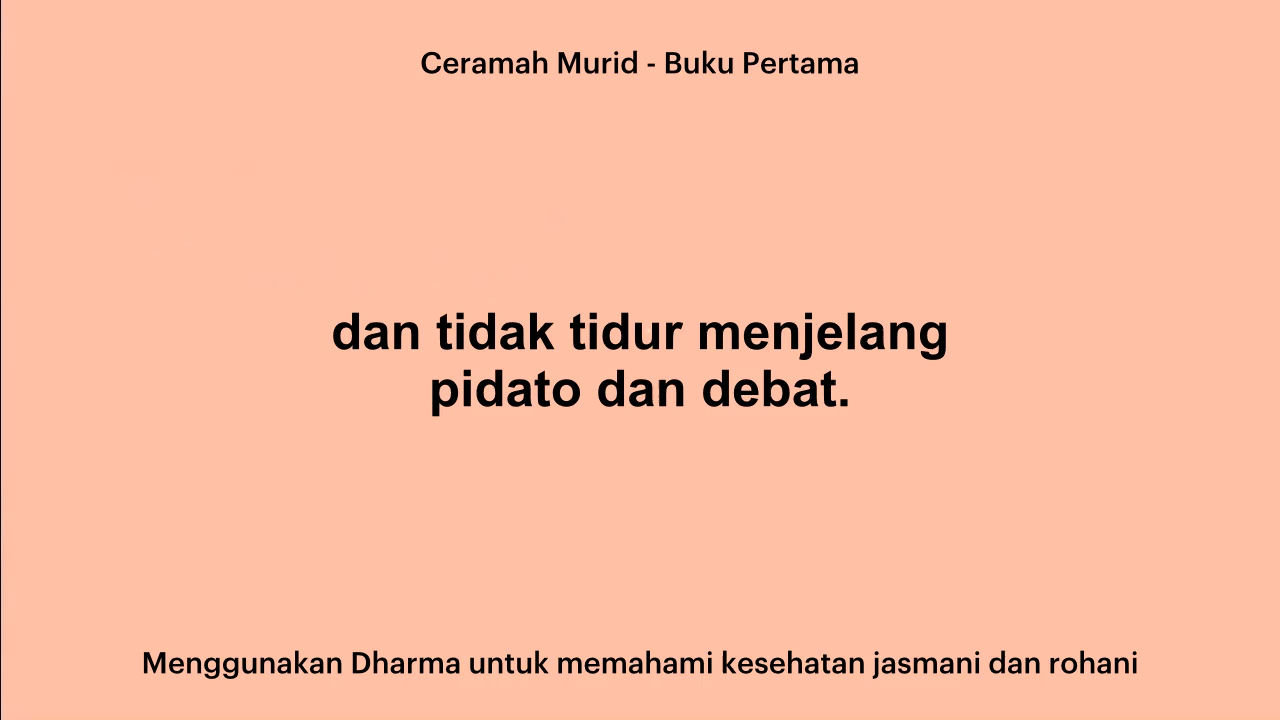 Ceramah Murid - Buku Pertama
dan tidak tidur menjelang
pidato dan debat.
Menggunakan Dharma untuk memahami kesehatan jasmani dan rohani